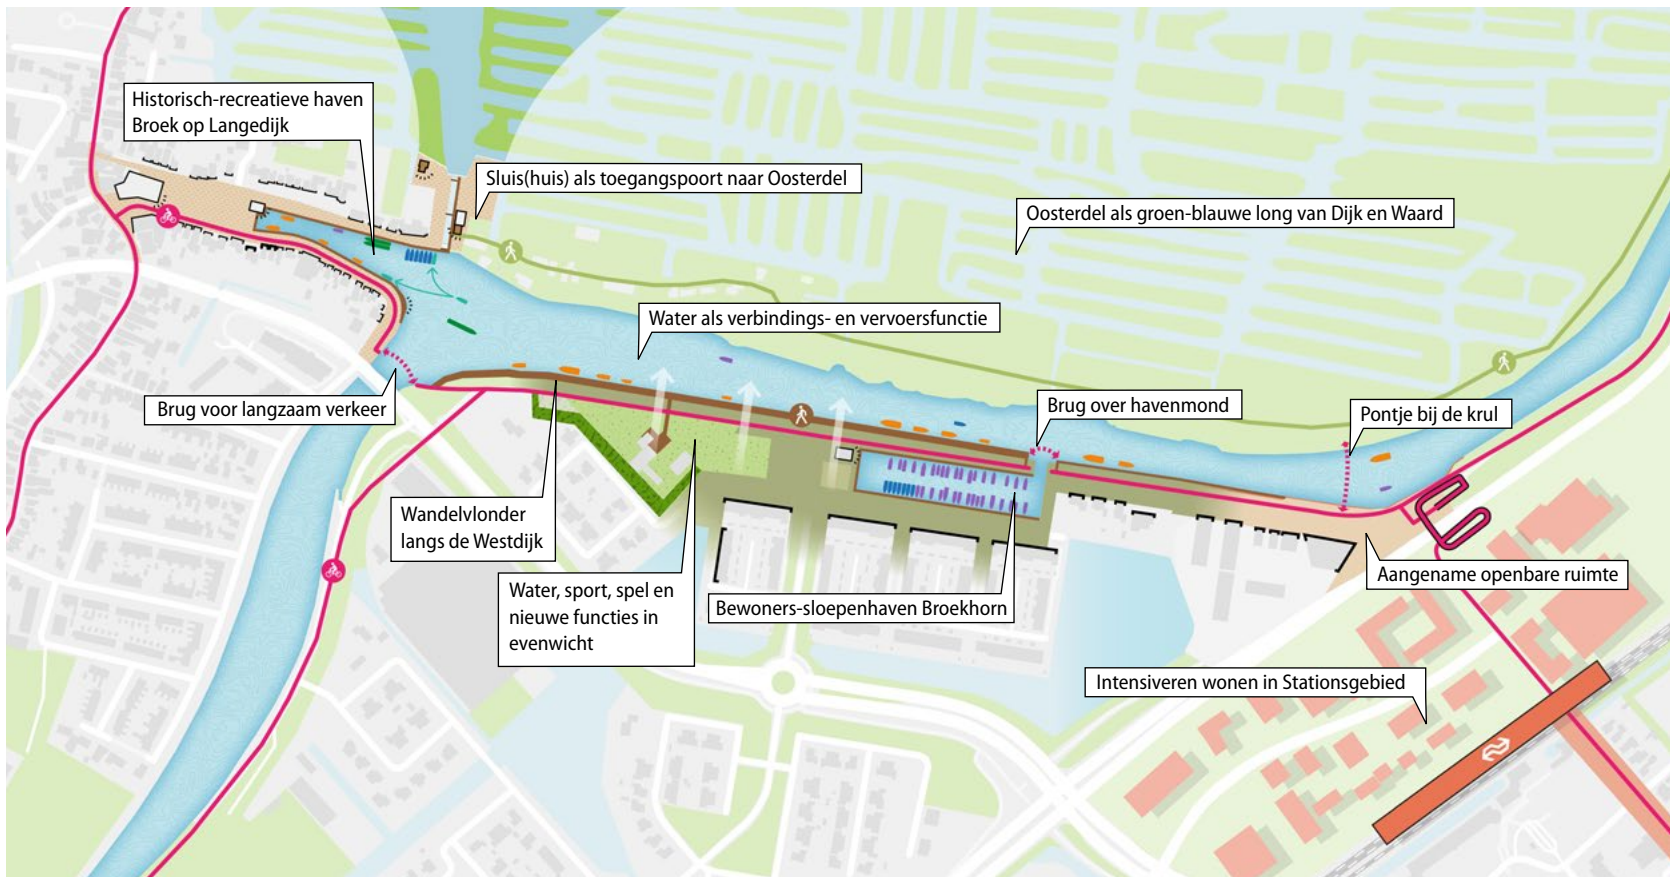 Historisch-recreatieve haven
Broek op Langedijk
Sluis(huis) als toegangspoort naar Oosterdel
Oosterdel als groen-blauwe long van Dijk en Waard
Water als verbindings- en vervoersfunctie
Brug voor langzaam verkeer
Brug over havenmond
Pontje bij de krul
Wandelvlonder
langs de Westdijk
Water, sport, spel en
nieuwe functies in
evenwicht
Bewoners-sloepenhaven Broekhorn
Aangename openbare ruimte
Intensiveren wonen in Stationsgebied